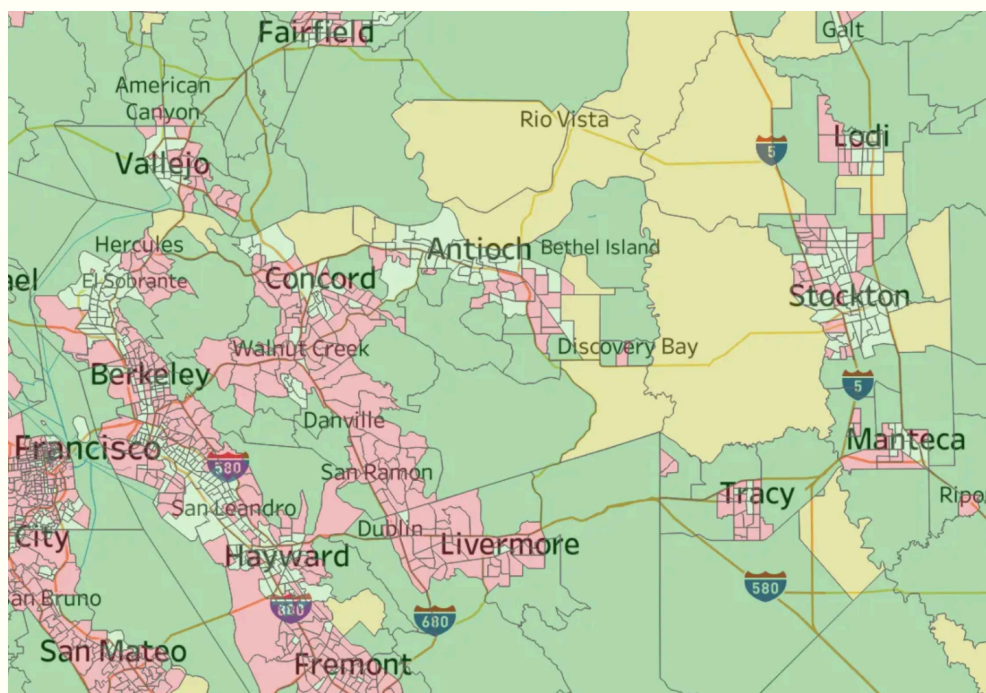 Fairfield
Galt
American
Canyon
Rio Vista
5
Lodi
Vallejo
Hercules
Antioch
Bethel Island
ael
El Sobrante
Concord
Stockton
Walnut Creek
Discovery Bay
Berkeley
5
Danville
Francisco
Manteca
580
San Ramon
Tracy
Ripo
San Leandro
City
Dublin
Livermore
Hayward
580
an Bruno
680
San Mateo
Fremont